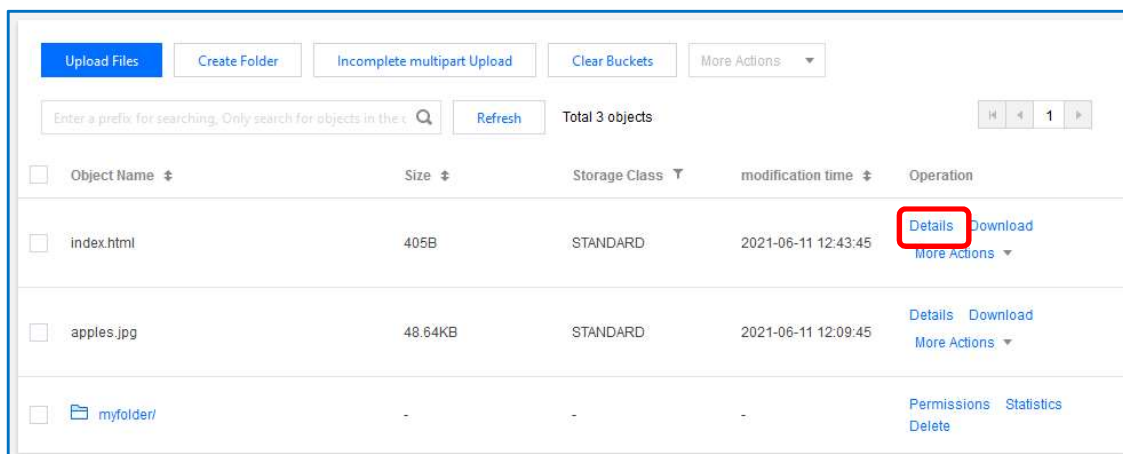 Upload Files Create Folder Incomplete multipart Upload Clear Buckets More Actions
Enter a prefix for searching, Only search for objects in the c Refresh Total 3 objects 1
Object Name Size Storage Class modification time Operation
index.html 405B STANDARD 2021-06-11 12:43:45 Details Download
More Actions
apples.jpg 48.64KB STANDARD 2021-06-11 12:09:45 Details Download
More Actions
myfolder/ - - - Permissions Statistics
Delete